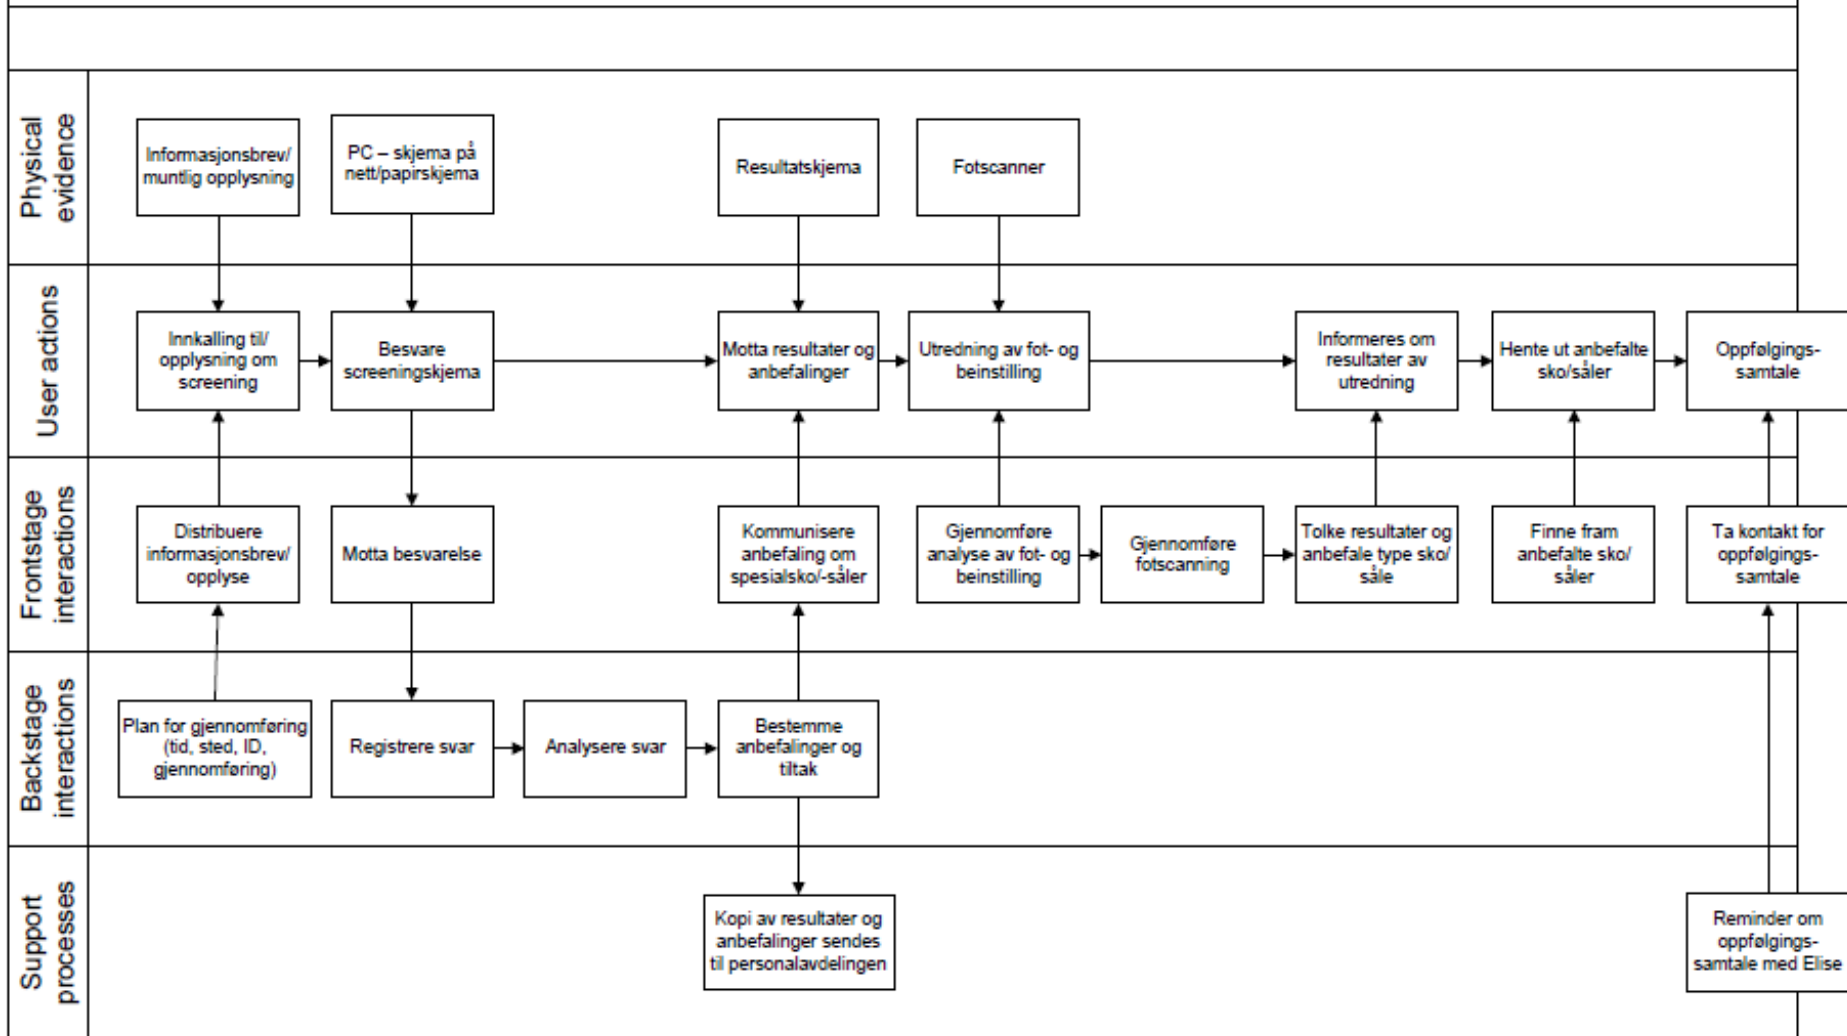 Physical
evidence
Informasjonsbrev/
muntlig opplysning
PC – skjema på
nett/papirskjema
Resultatskjema
Fotscanner
User actions
Innkalling til/
opplysning om
screening
Besvare
screeningskjema
Motta resultater og
anbefalinger
Utredning av fot- og
beinstilling
Informeres om
resultater av
utredning
Hente ut anbefalte
sko/såler
Oppfølgings-
samtale
Frontstage
interactions
Distribuere
informasjonsbrev/
opplyse
Motta besvarelse
Kommunisere
anbefaling om
spesialsko/-såler
Gjennomføre
analyse av fot- og
beinstilling
Gjennomføre
fotscanning
Tolke resultater og
anbefale type sko/
såle
Finne fram
anbefalte sko/
såler
Ta kontakt for
oppfølgings-
samtale
Backstage
interactions
Plan for gjennomføring
(tid, sted, ID,
gjennomføring)
Registrere svar
Analysere svar
Bestemme
anbefalinger og
tiltak
Support
processes
Kopi av resultater og
anbefalinger sendes
til personalavdelingen
Reminder om
oppfølgings-
samtale med Elise